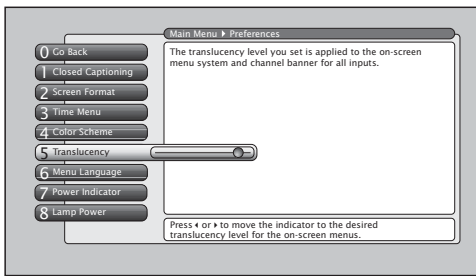 Main Menu ▸ Preferences
0 Go Back
1 Closed Captioning
2 Screen Format
3 Time Menu
4 Color Scheme
5 Translucency
6 Menu Language
7 Power Indicator
8 Lamp Power
The translucency level you set is applied to the on-screen
menu system and channel banner for all inputs.
Press ◂ or ▸ to move the indicator to the desired
translucency level for the on-screen menus.